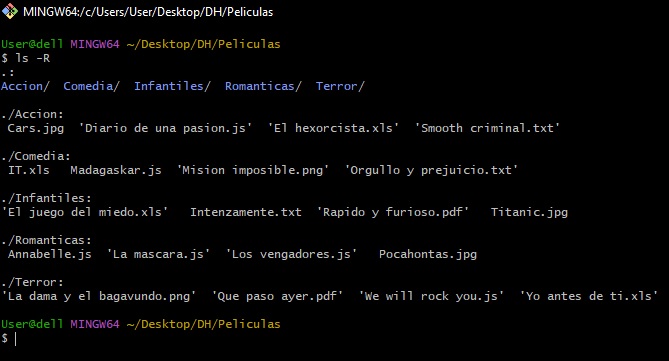 MINGW64:/c/Users/User/Desktop/DH/Peliculas
User@dell MINGW64 ~/Desktop/DH/Peliculas
$ ls -R
.:
Accion/  Comedia/  Infantiles/  Romanticas/  Terror/
./Accion:
 Cars.jpg  'Diario de una pasion.js'  'El hexorcista.xls'  'Smooth criminal.txt'
./Comedia:
 IT.xls   Madagaskar.js  'Mision imposible.png'  'Orgullo y prejuicio.txt'
./Infantiles:
'El juego del miedo.xls'   Intenzamente.txt  'Rapido y furioso.pdf'   Titanic.jpg
./Romanticas:
 Annabelle.js  'La mascara.js'  'Los vengadores.js'   Pocahontas.jpg
./Terror:
'La dama y el bagavundo.png'  'Que paso ayer.pdf'  'We will rock you.js'  'Yo antes de ti.xls'
User@dell MINGW64 ~/Desktop/DH/Peliculas
$